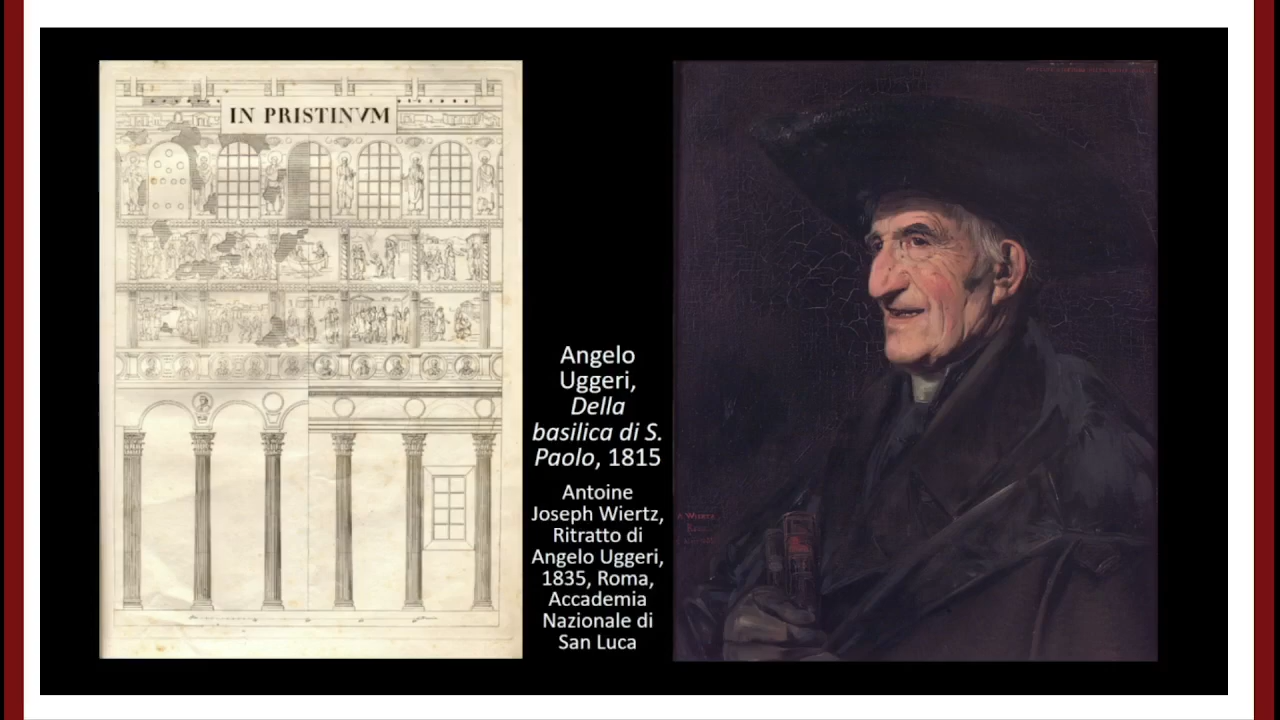 IN PRISTINVM
Angelo
Uggeri,
Della
basilica di S.
Paolo, 1815
Antoine
Joseph Wiertz,
Ritratto di
Angelo Uggeri,
1835, Roma,
Accademia
Nazionale di
San Luca
A. WIERTZ